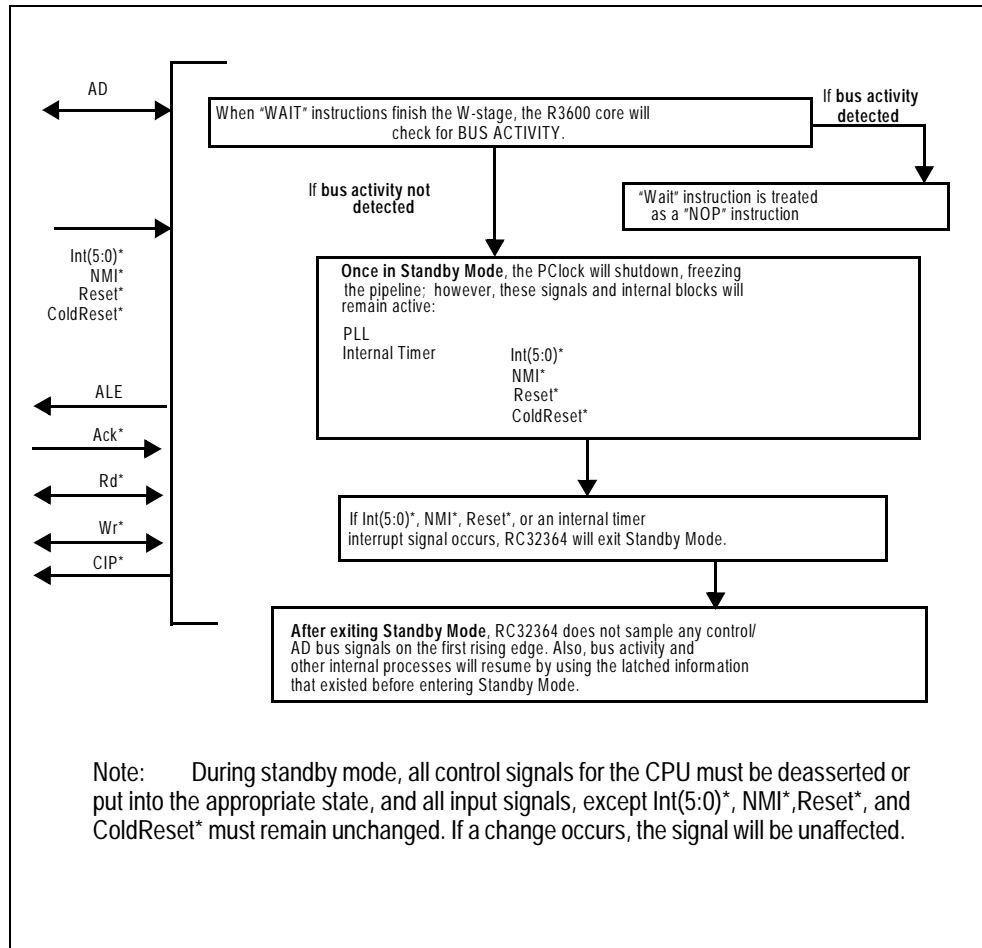 AD
When "WAIT" instructions finish the W-stage, the R3600 core will
check for BUS ACTIVITY.
If bus activity
detected
If bus activity not
detected
"Wait" instruction is treated
as a "NOP" instruction
Int(5:0)*
NMI*
Reset*
ColdReset*
Once in Standby Mode, the PClock will shutdown, freezing
the pipeline; however, these signals and internal blocks will
remain active:
PLL
Internal Timer
Int(5:0)*
NMI*
Reset*
ColdReset*
ALE
Ack*
Rd*
Wr*
CIP*
If Int(5:0)*, NMI*, Reset*, or an internal timer
interrupt signal occurs, RC32364 will exit Standby Mode.
After exiting Standby Mode, RC32364 does not sample any control/
AD bus signals on the first rising edge. Also, bus activity and
other internal processes will resume by using the latched information
that existed before entering Standby Mode.
Note: During standby mode, all control signals for the CPU must be deasserted or
put into the appropriate state, and all input signals, except Int(5:0)*, NMI*,Reset*, and
ColdReset* must remain unchanged. If a change occurs, the signal will be unaffected.